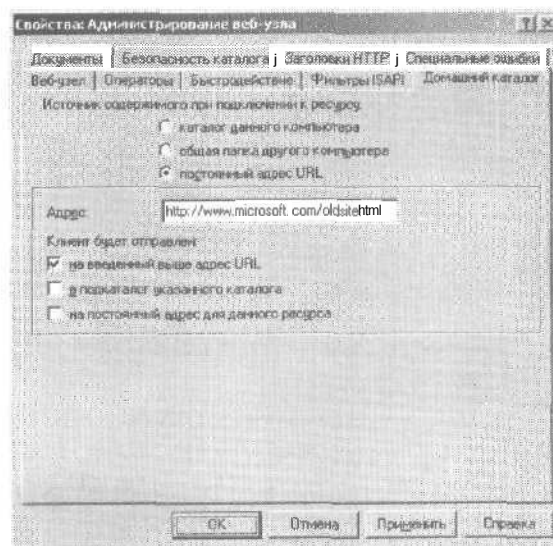 Свойства: Администрирование веб-узла
Документы | Безопасность каталога j Заголовки HTTP j Специальные ошибки
Веб-узел | Операторы | Быстродействие | Фильтры ISAPI | Домашний каталог
Источник содержимого при подключении к ресурсу:
каталог данного компьютера
общая папка другого компьютера
постоянный адрес URL
Адрес: http://www.microsoft. com/oldsitehtml
Клиент будет отправлен:
на введенный выше адрес URL
в подкаталог указанного каталога
на постоянный адрес для данного ресурса
OK Отмена Применить Справка